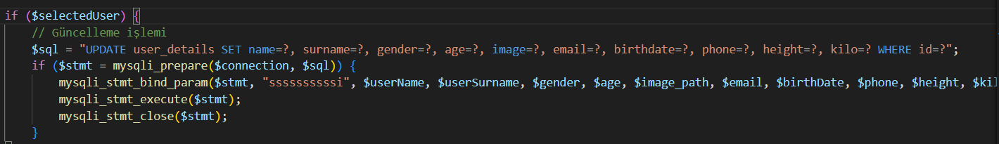 if ($selectedUser) {
// Güncelleme işlemi
$sql = "UPDATE user_details SET name=?, surname=?, gender=?, age=?, image=?, email=?, birthdate=?, phone=?, height=?, kilo=? WHERE id=?";
if ($stmt = mysqli_prepare($connection, $sql)) {
mysqli_stmt_bind_param($stmt, "ssssssssssi", $userName, $userSurname, $gender, $age, $image_path, $email, $birthDate, $phone, $height, $kil
mysqli_stmt_execute($stmt);
mysqli_stmt_close($stmt);
}